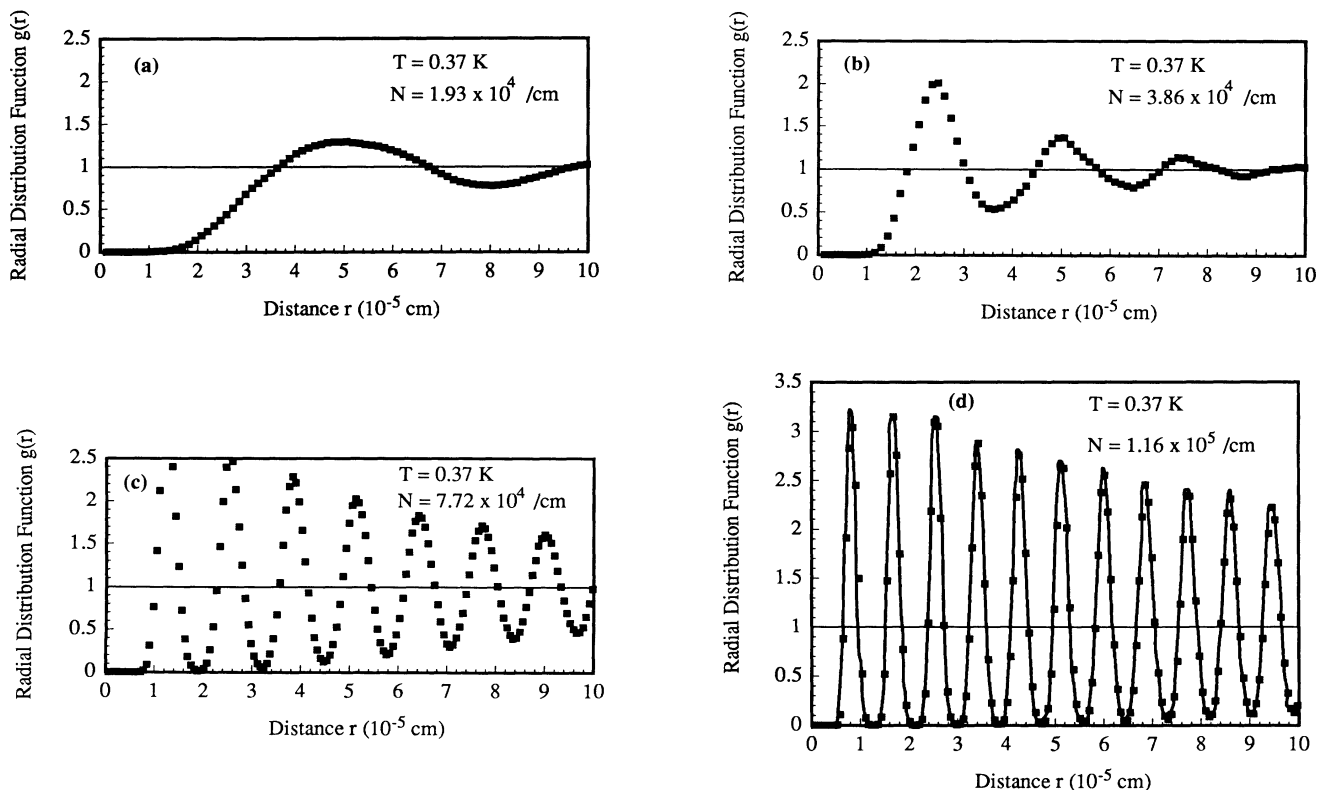 Radial Distribution Function g(r)
2.5
2
1.5
1
0.5
0
(a)
T = 0.37 K
N = 1.93 x 10^4 /cm
0 1 2 3 4 5 6 7 8 9 10
Distance r (10^-5 cm)
Radial Distribution Function g(r)
2.5
2
1.5
1
0.5
0
(b)
T = 0.37 K
N = 3.86 x 10^4 /cm
0 1 2 3 4 5 6 7 8 9 10
Distance r (10^-5 cm)
Radial Distribution Function g(r)
2.5
2
1.5
1
0.5
0
(c)
T = 0.37 K
N = 7.72 x 10^4 /cm
0 1 2 3 4 5 6 7 8 9 10
Distance r (10^-5 cm)
Radial Distribution Function g(r)
3.5
3
2.5
2
1.5
1
0.5
0
(d)
T = 0.37 K
N = 1.16 x 10^5 /cm
0 1 2 3 4 5 6 7 8 9 10
Distance r (10^-5 cm)